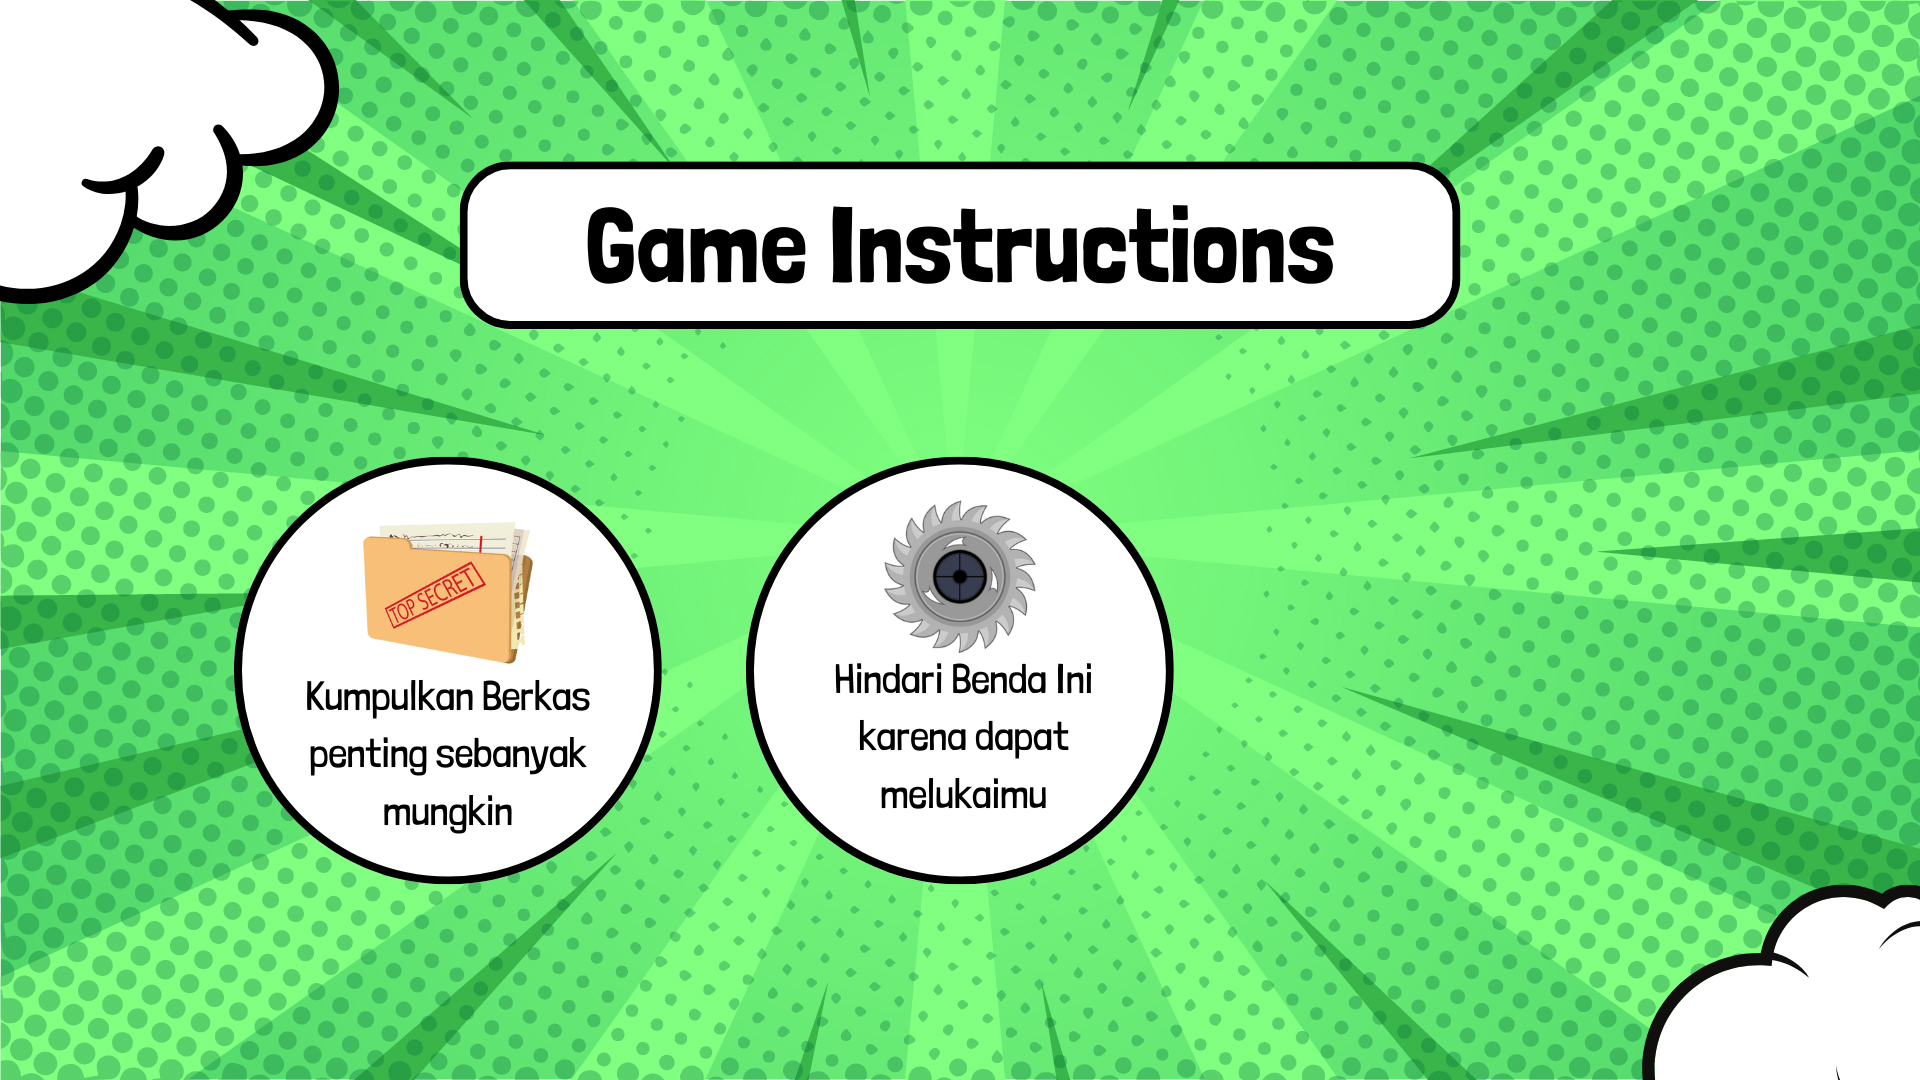 Game Instructions
TOP SECRET
Kumpulkan Berkas
penting sebanyak
mungkin
Hindari Benda Ini
karena dapat
melukaimu